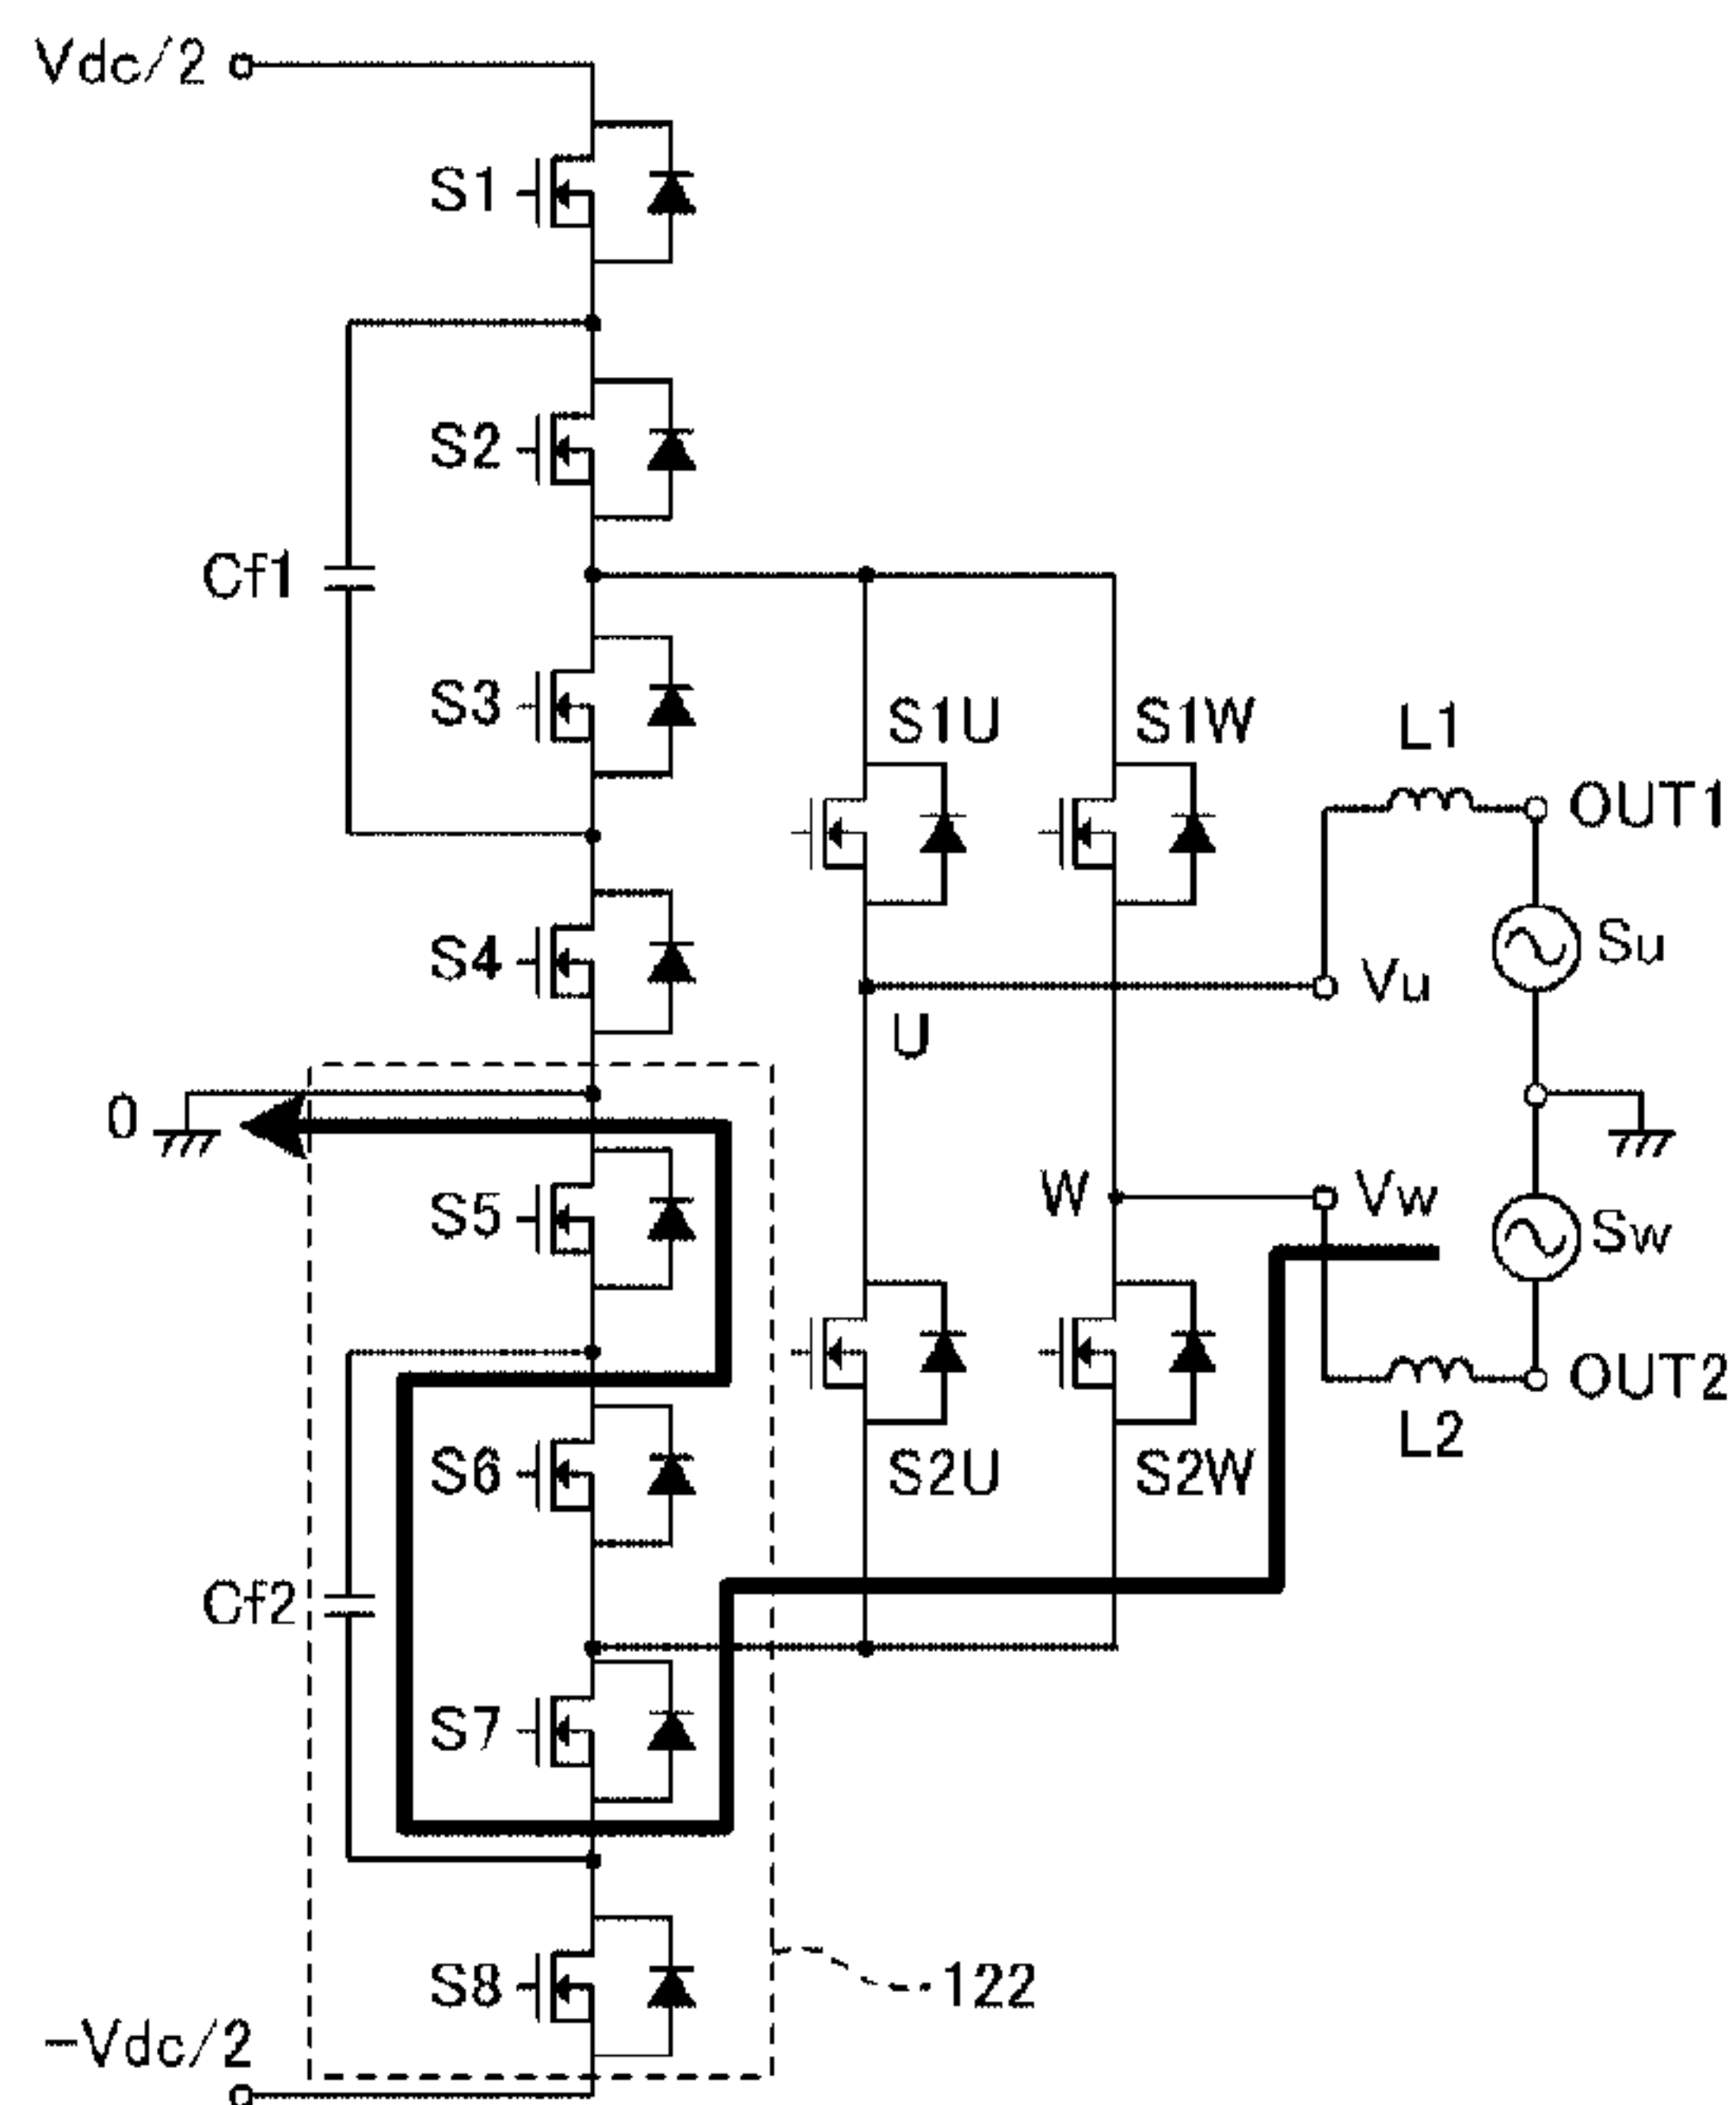 Vdc/2
S1
S2
Cf1
S3
S1U
S1W
L1
OUT1
S4
Su
Vu
U
0
S5
W
Vw
Sw
OUT2
L2
S6
S2U
S2W
Cf2
S7
S8
122
-Vdc/2